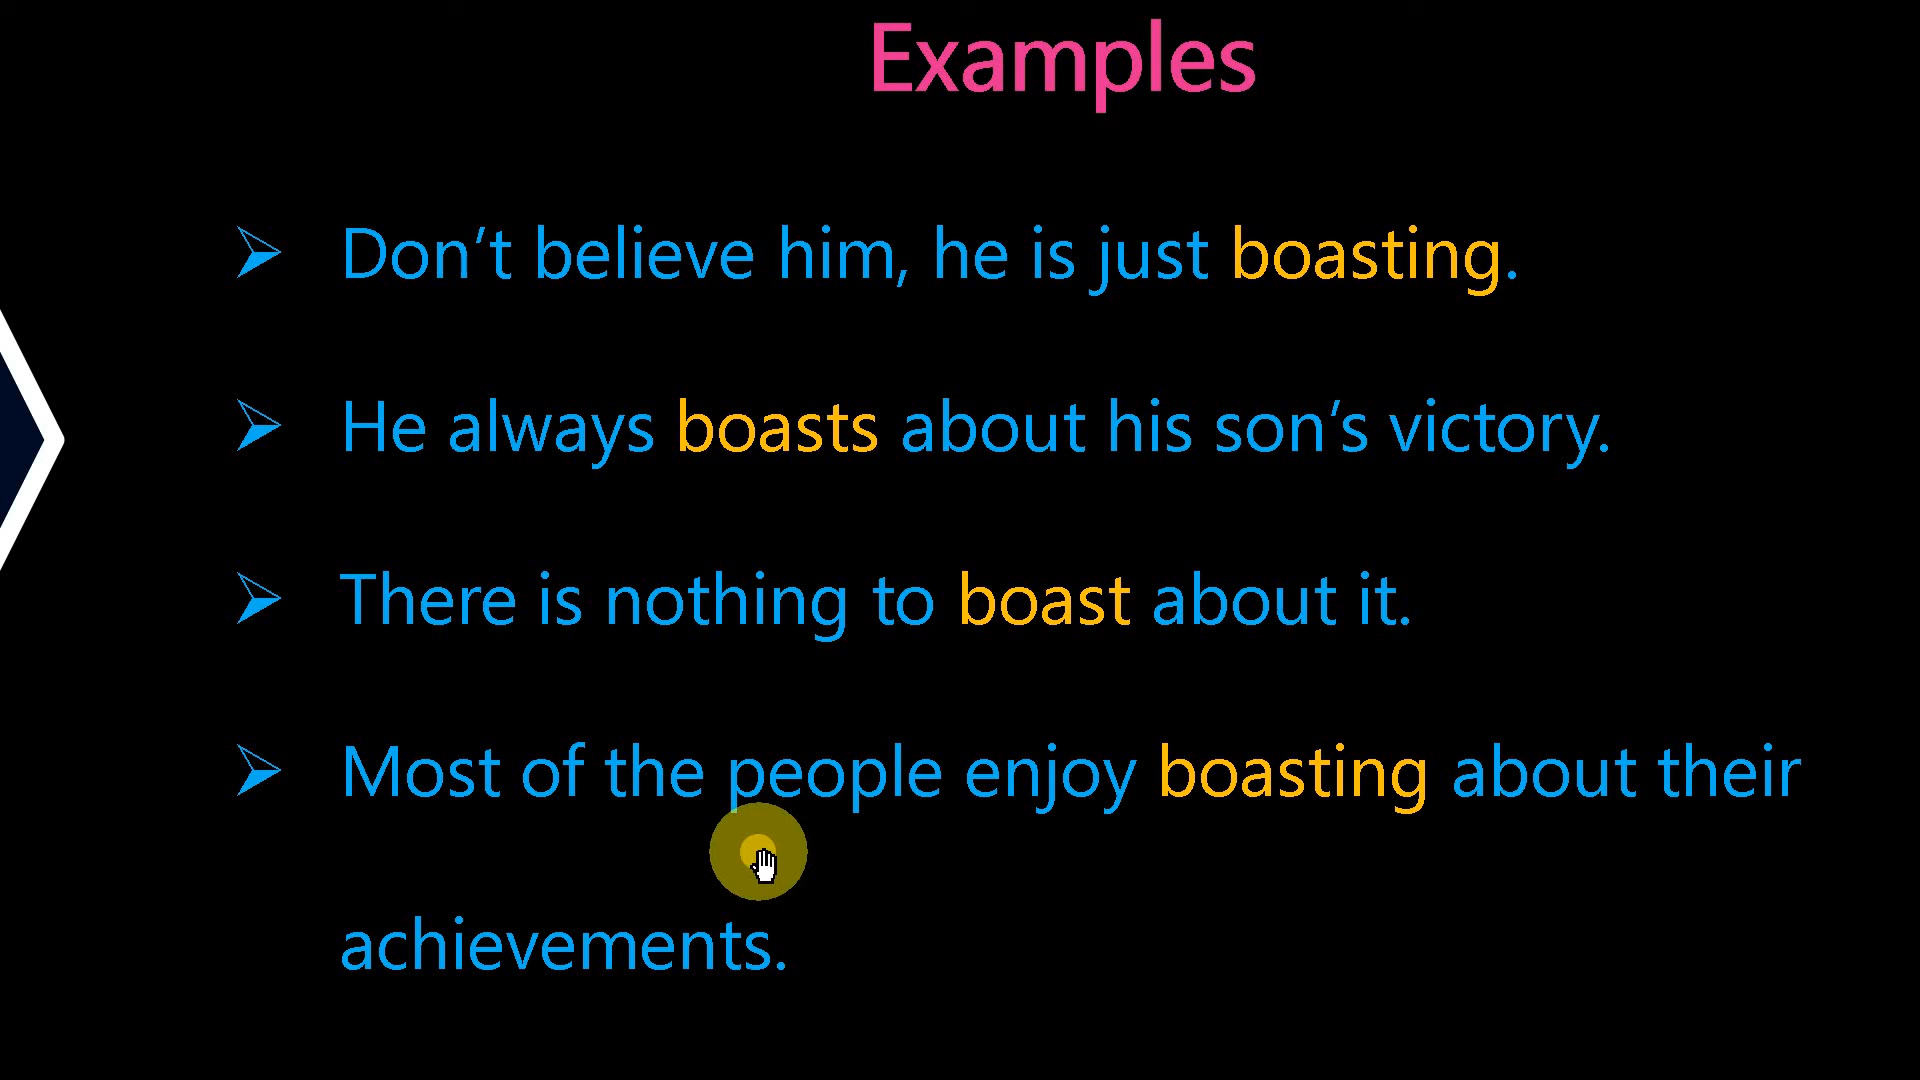 Examples
Don’t believe him, he is just boasting.
He always boasts about his son’s victory.
There is nothing to boast about it.
Most of the people enjoy boasting about their
achievements.